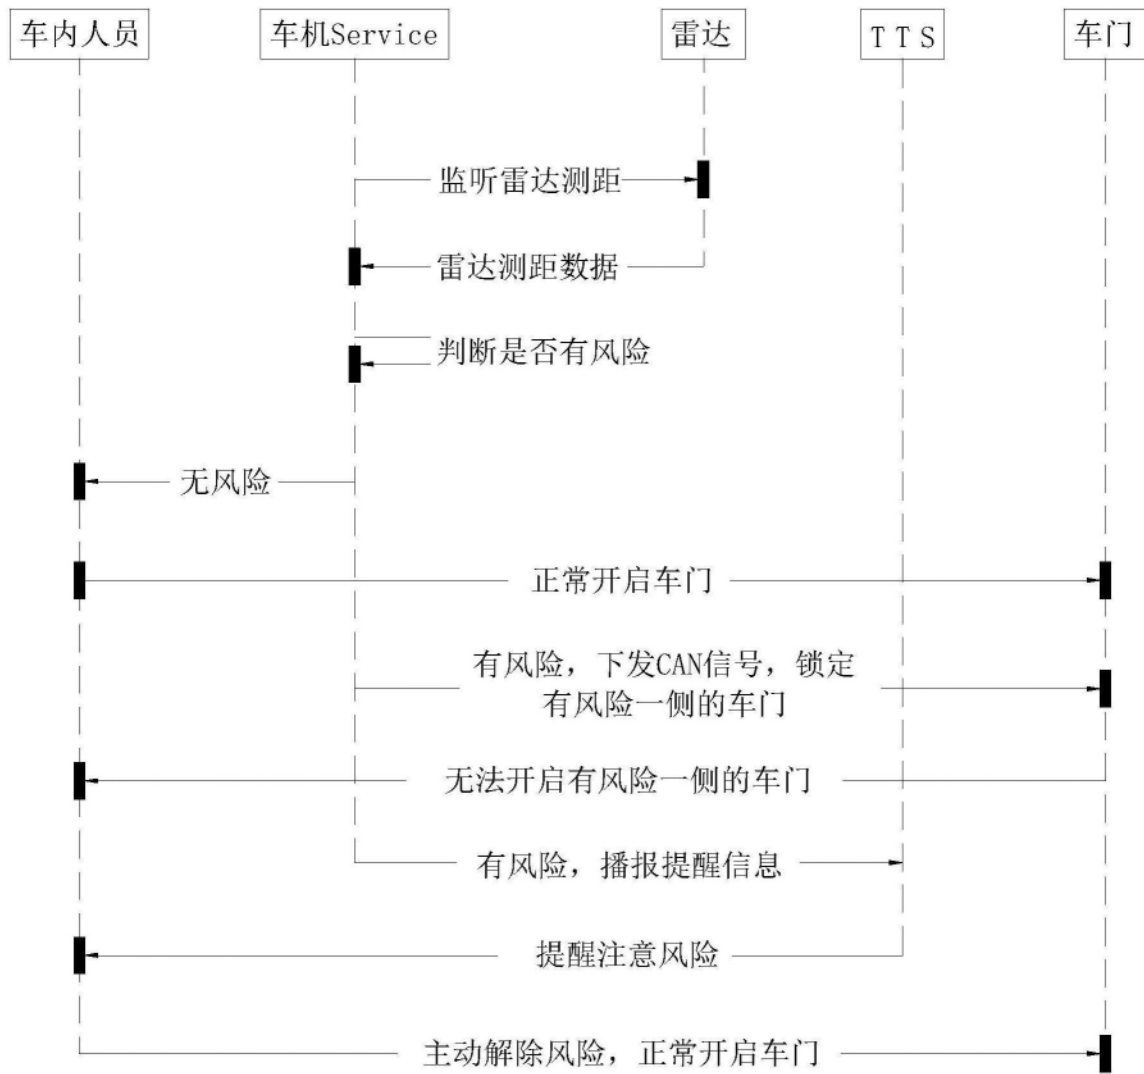 车内人员
车机Service
雷达
TTS
车门
监听雷达测距
雷达测距数据
判断是否有风险
无风险
正常开启车门
有风险，下发CAN信号，锁定
有风险一侧的车门
无法开启有风险一侧的车门
有风险，播报提醒信息
提醒注意风险
主动解除风险，正常开启车门